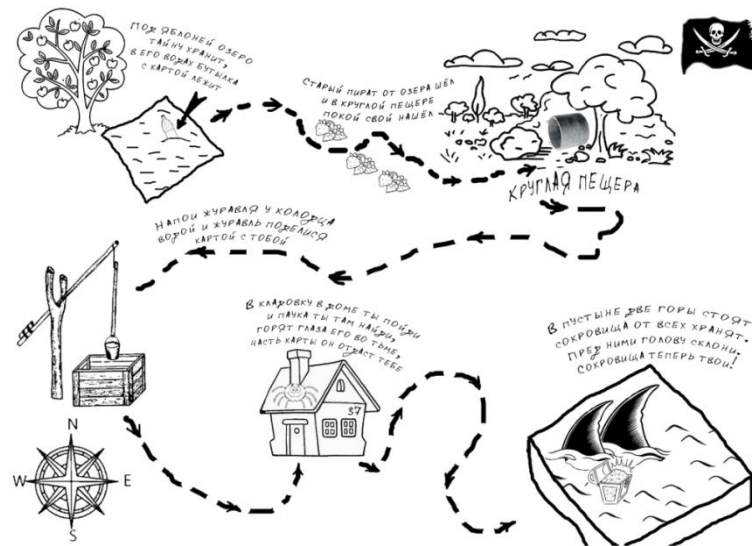 ПОД ЯБЛОНЕЙ ОЗЕРО
ТАЙНУ ХРАНИТ,
В ЕГО ВОДАХ БУТЫЛКА
С КАРТОЙ ЛЕЖИТ
СТАРЫЙ ПИРАТ ОТ ОЗЕРА ШЁЛ
И В КРУГЛОЙ ПЕЩЕРЕ
ПОКОЙ СВОЙ НАШЁЛ
КРУГЛАЯ ПЕЩЕРА
НАПОИ ЖУРАВЛЯ У КОЛОДЦА
ВОДОЙ И ЖУРАВЛЬ ПОДЕЛИСЯ
КАРТОЙ С ТОБОЙ
В КЛАДОВКУ В ДОМЕ ТЫ ПОЙДИ
И ПАУКА ТЫ ТАМ НАЙДИ,
ГОРЯТ ГЛАЗА ЕГО ВО ТЬМЕ,
ЧАСТЬ КАРТЫ ОН ОТДАСТ ТЕБЕ
37
В ПУСТЫНЕ ДВЕ ГОРЫ СТОЯТ
СОКРОВИЩА ОТ ВСЕХ ХРАНЯТ.
ПРЕД НИМИ ГОЛОВУ СКЛОНИ.
СОКРОВИЩА ТЕПЕРЬ ТВОИ!
N
W E
S